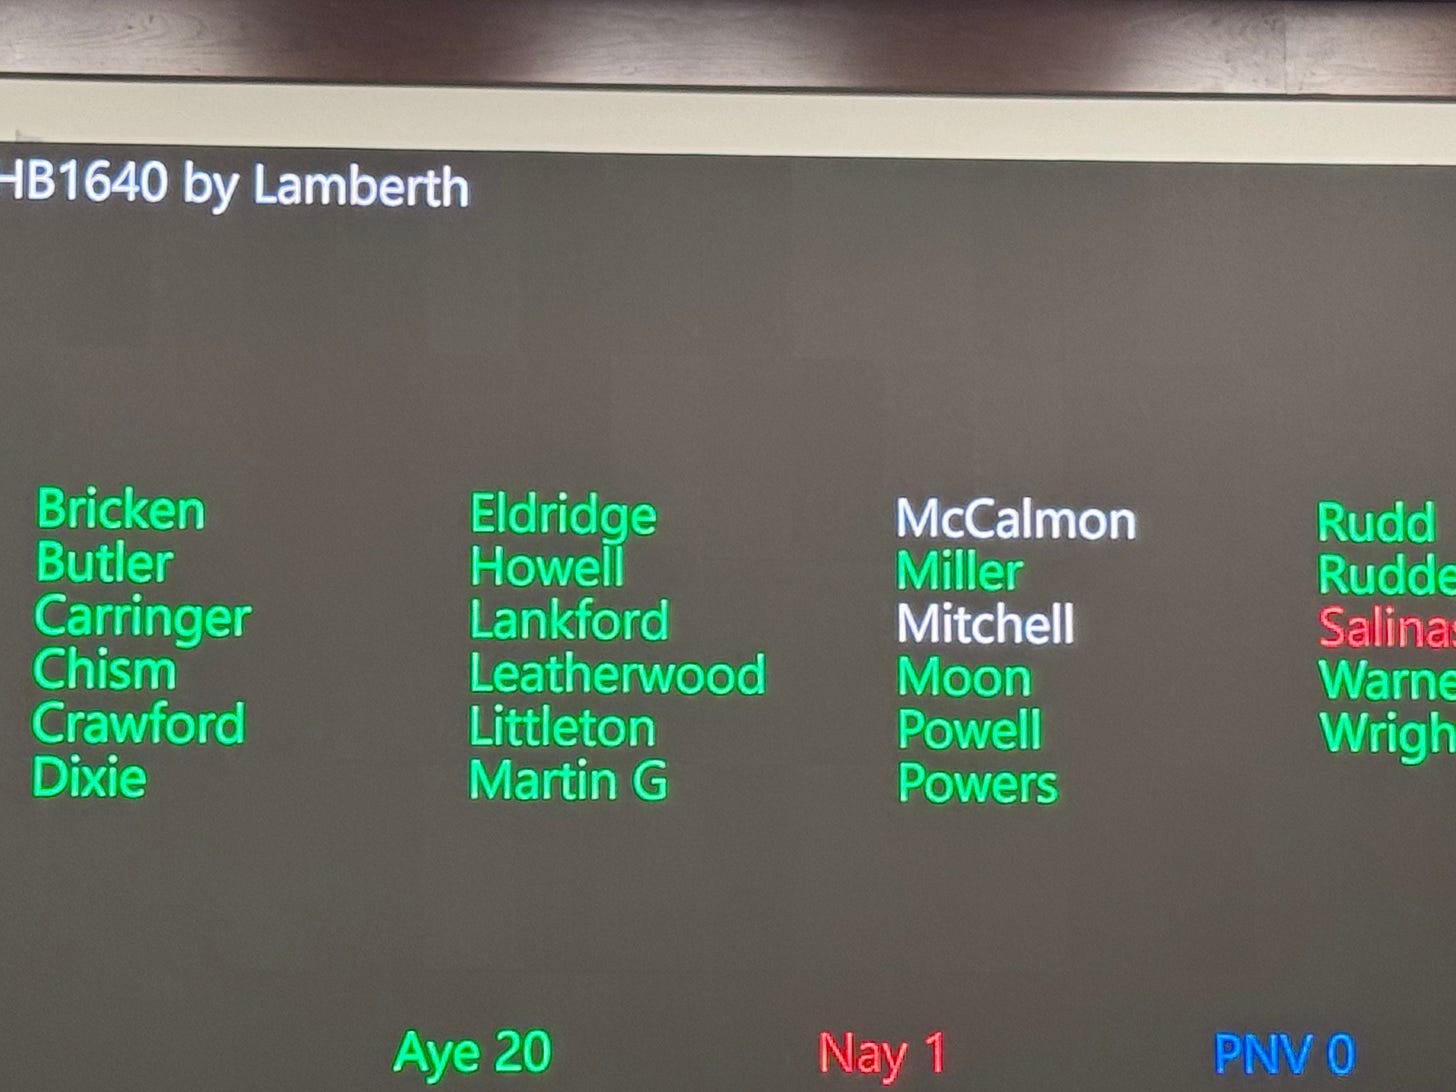 HB1640 by Lamberth
Bricken
Butler
Carringer
Chism
Crawford
Dixie
Eldridge
Howell
Lankford
Leatherwood
Littleton
Martin G
McCalmon
Miller
Mitchell
Moon
Powell
Powers
Rudd
Aye 20
Nay 1
PNV 0